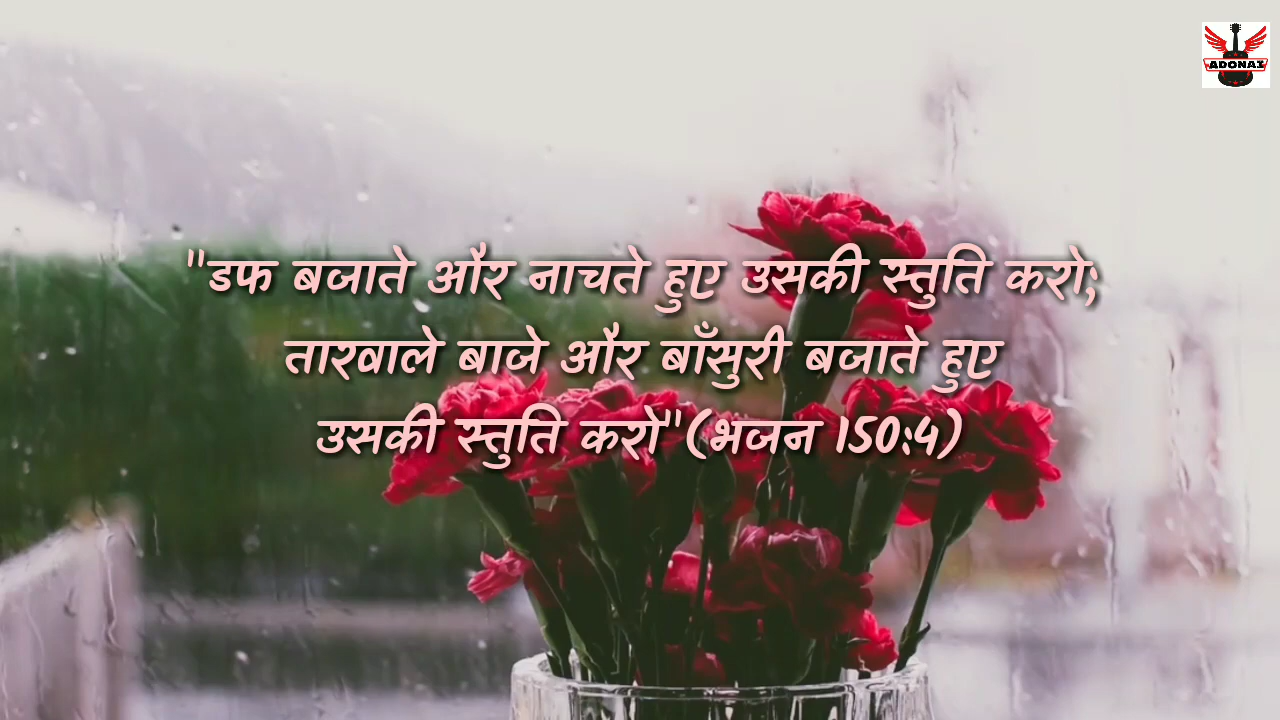 ADONAI
"डफ बजाते और नाचते हुए उसकी स्तुति करो;
तारवाले बाजे और बाँसुरी बजाते हुए
उसकी स्तुति करो"(भजन 150:4)